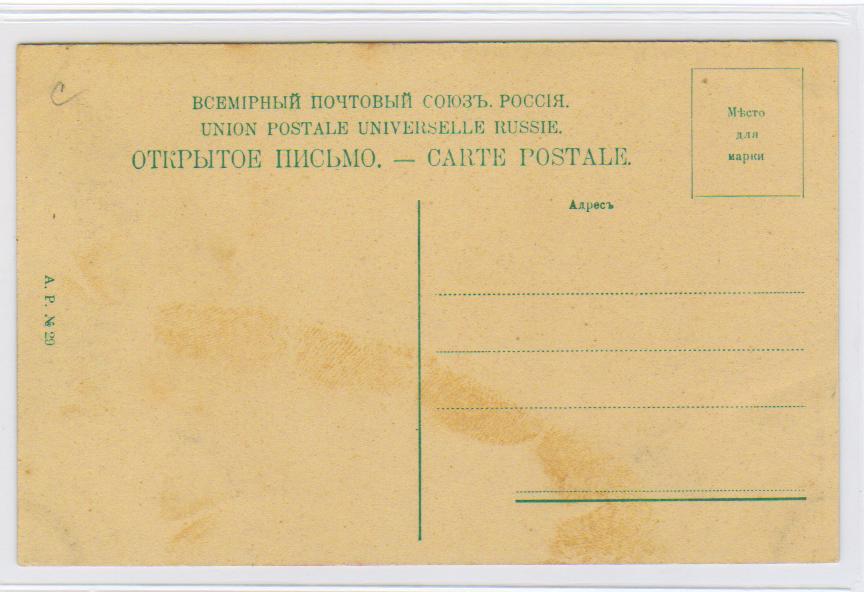 С
ВСЕМІРНЫЙ ПОЧТОВЫЙ СОЮЗЪ. РОССІЯ.
UNION POSTALE UNIVERSELLE RUSSIE.
ОТКРЫТОЕ ПИСЬМО. — CARTE POSTALE.
Мѣсто
для
марки
Адресъ
А. Р. № 29